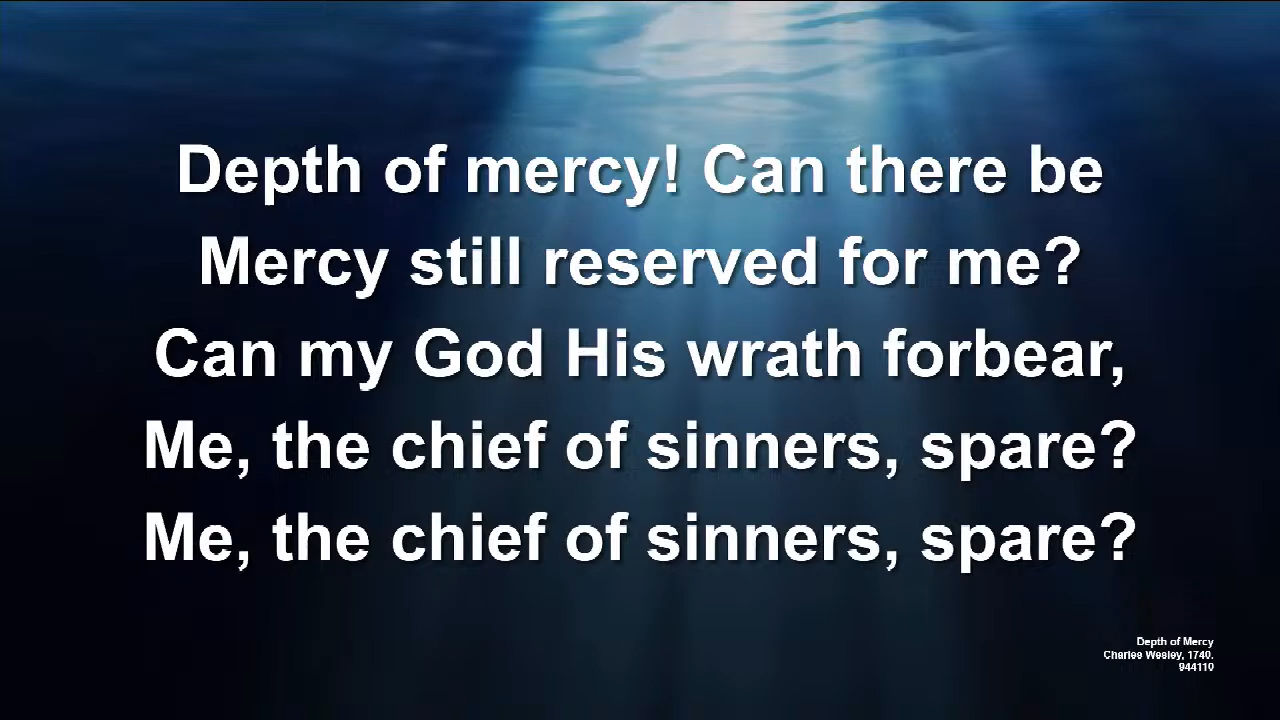 Depth of mercy! Can there be
Mercy still reserved for me?
Can my God His wrath forbear,
Me, the chief of sinners, spare?
Me, the chief of sinners, spare?
Depth of Mercy
Charles Wesley, 1740.
944110